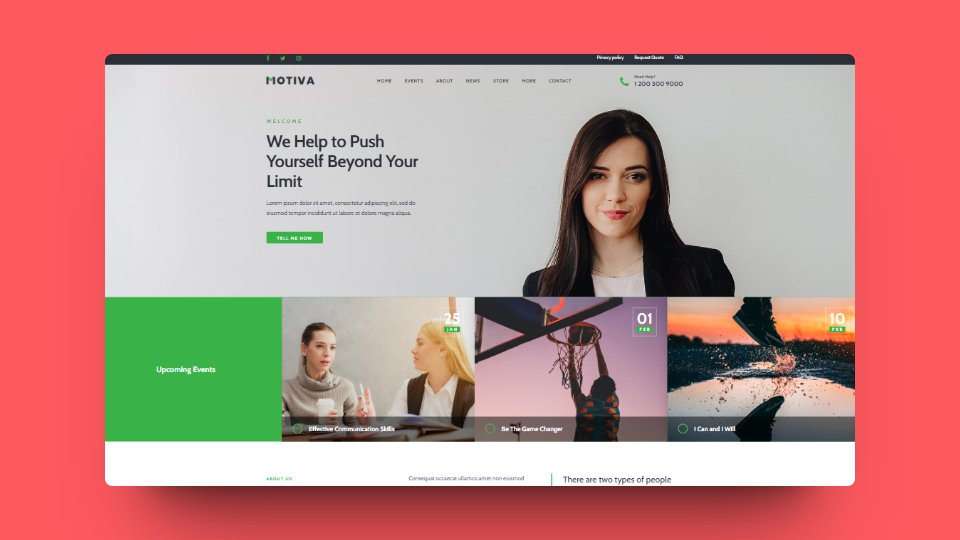 Privacy policy Request Quote FAQ
MOTIVA
HOME EVENTS ABOUT NEWS STORE MORE CONTACT
Need Help?
1 200 300 9000
WELCOME
We Help to Push
Yourself Beyond Your
Limit
Lorem ipsum dolor sit amet, consectetur adipiscing elit, sed do
eiusmod tempor incididunt ut labore et dolore magna aliqua.
TELL ME NOW
Upcoming Events
25
JAN
Effective Communication Skills
01
FEB
Be The Game Changer
10
FEB
I Can and I Will
ABOUT US
Consequat occaecat ullamco amet non eiusmod
There are two types of people